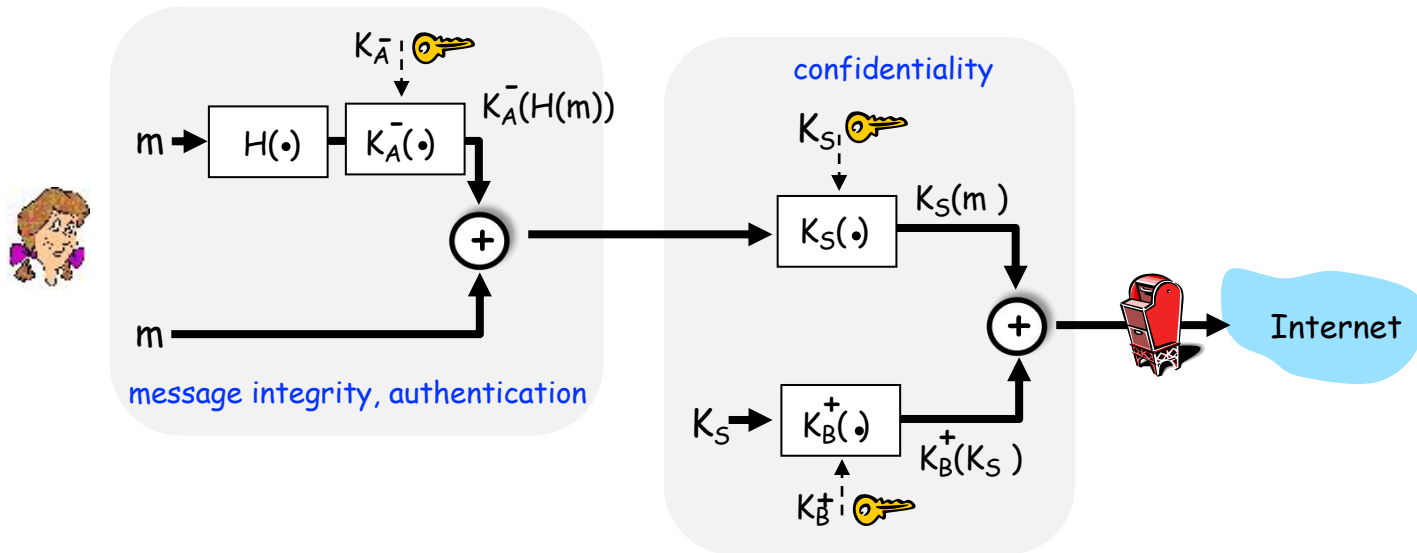 K_A^-
K_A^-(H(m))
m
H(•)
K_A^-(•)
+
m
message integrity, authentication
confidentiality
K_S
K_S(m )
K_S(•)
+
Internet
K_S
K_B^+(•)
K_B^+(K_S )
K_B^+